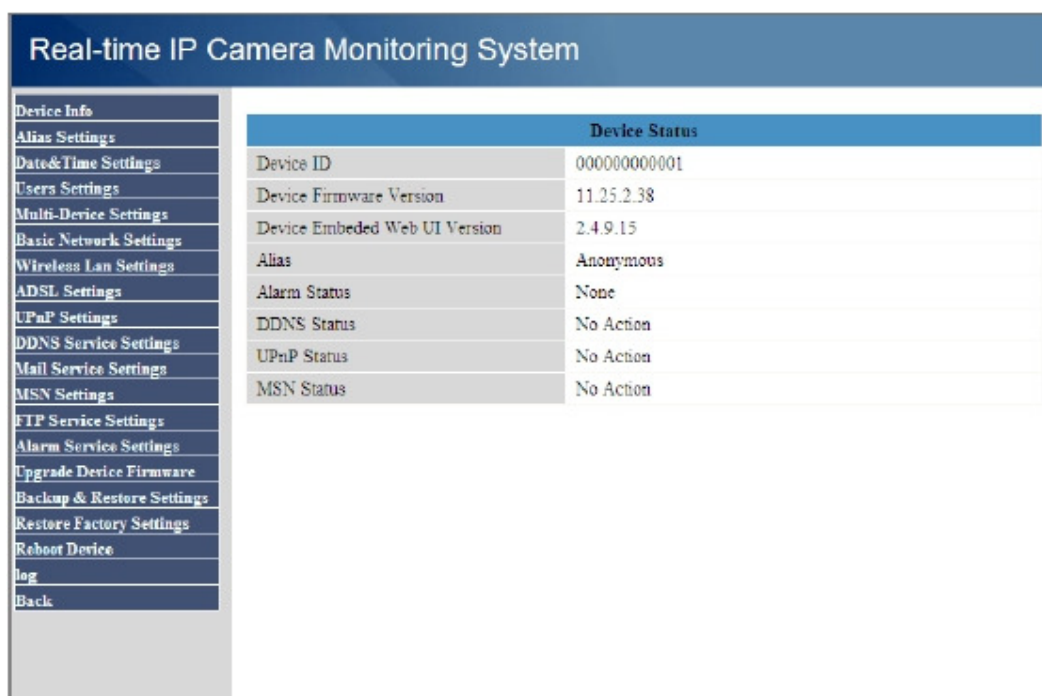 Real-time IP Camera Monitoring System
Device Info
Alias Settings
Date&Time Settings
Users Settings
Multi-Device Settings
Basic Network Settings
Wireless Lan Settings
ADSL Settings
UPnP Settings
DDNS Service Settings
Mail Service Settings
MSN Settings
FTP Service Settings
Alarm Service Settings
Upgrade Device Firmware
Backup & Restore Settings
Restore Factory Settings
Reboot Device
log
Back
Device Status
Device ID 000000000001
Device Firmware Version 11.25.2.38
Device Embeded Web UI Version 2.4.9.15
Alias Anonymous
Alarm Status None
DDNS Status No Action
UPnP Status No Action
MSN Status No Action